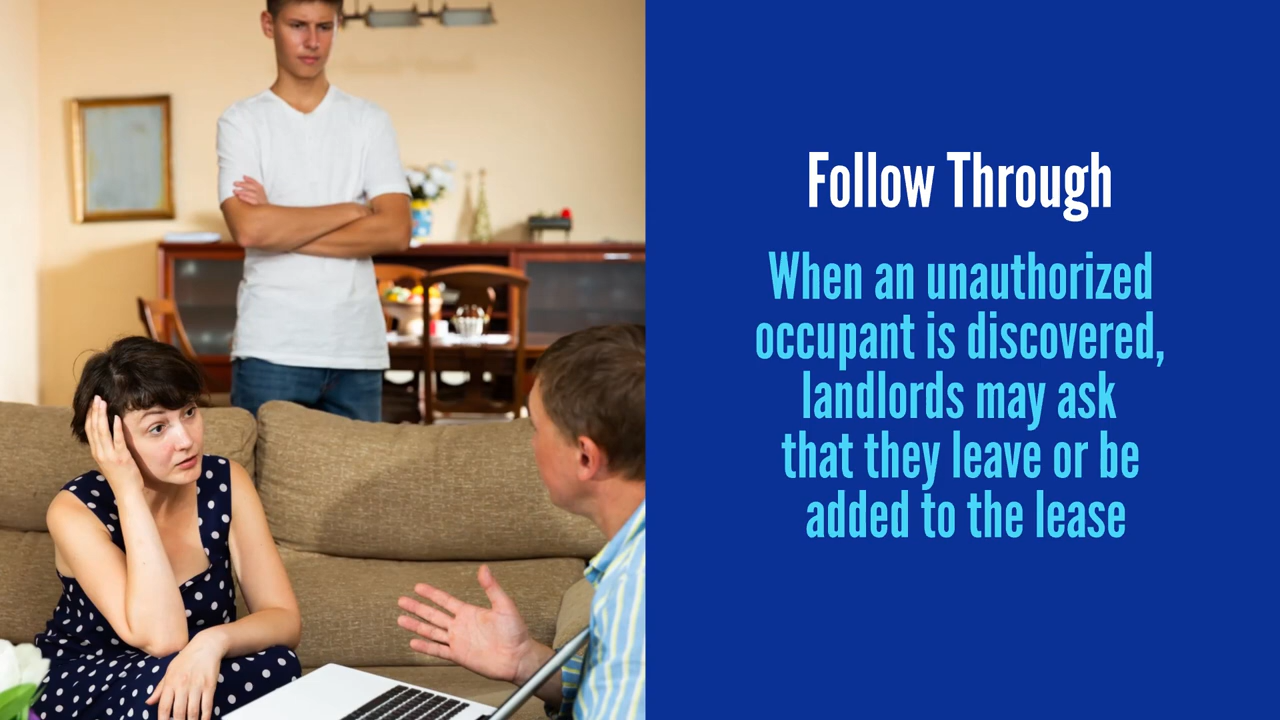 Follow Through
When an unauthorized
occupant is discovered,
landlords may ask
that they leave or be
added to the lease